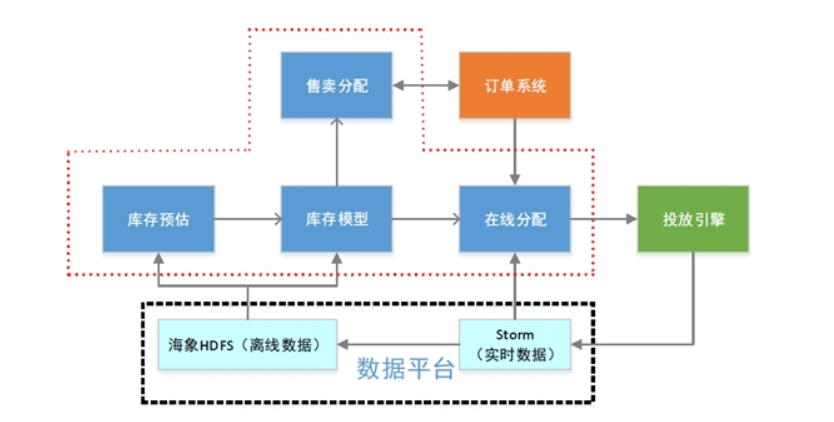 售卖分配
订单系统
库存预估
库存模型
在线分配
投放引擎
海象HDFS（离线数据）
Storm
（实时数据）
数据平台